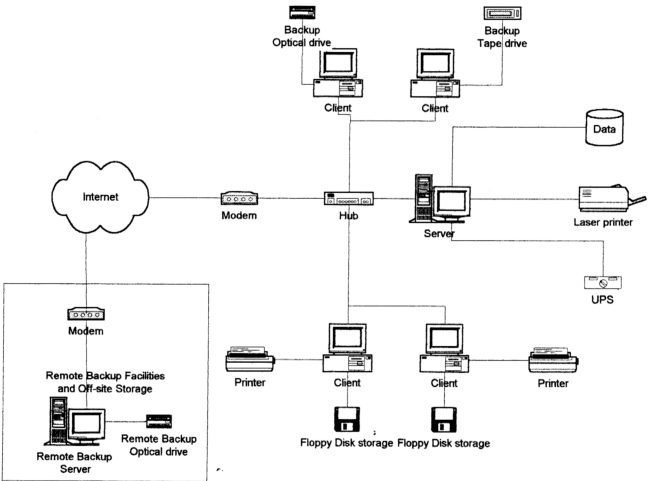 Backup
Optical drive
Backup
Tape drive
Client
Client
Data
Internet
Modem
Hub
Server
Laser printer
UPS
Modem
Remote Backup Facilities
and Off-site Storage
Printer
Client
Client
Printer
Remote Backup
Server
Remote Backup
Optical drive
Floppy Disk storage
Floppy Disk storage